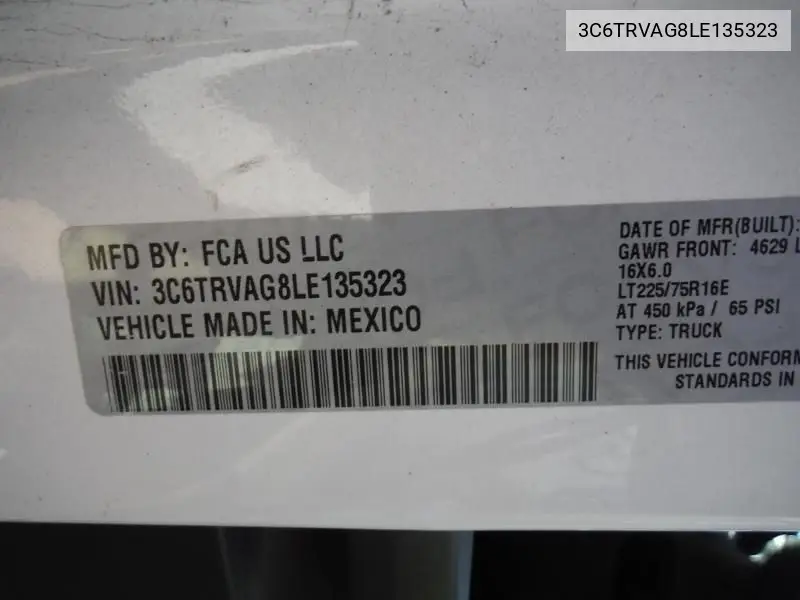 3C6TRVAG8LE135323
MFD BY: FCA US LLC
VIN: 3C6TRVAG8LE135323
VEHICLE MADE IN: MEXICO
DATE OF MFR(BUILT):
GAWR FRONT: 4629 L
16X6.0
LT225/75R16E
AT 450 kPa / 65 PSI
TYPE: TRUCK
THIS VEHICLE CONFORM
STANDARDS IN